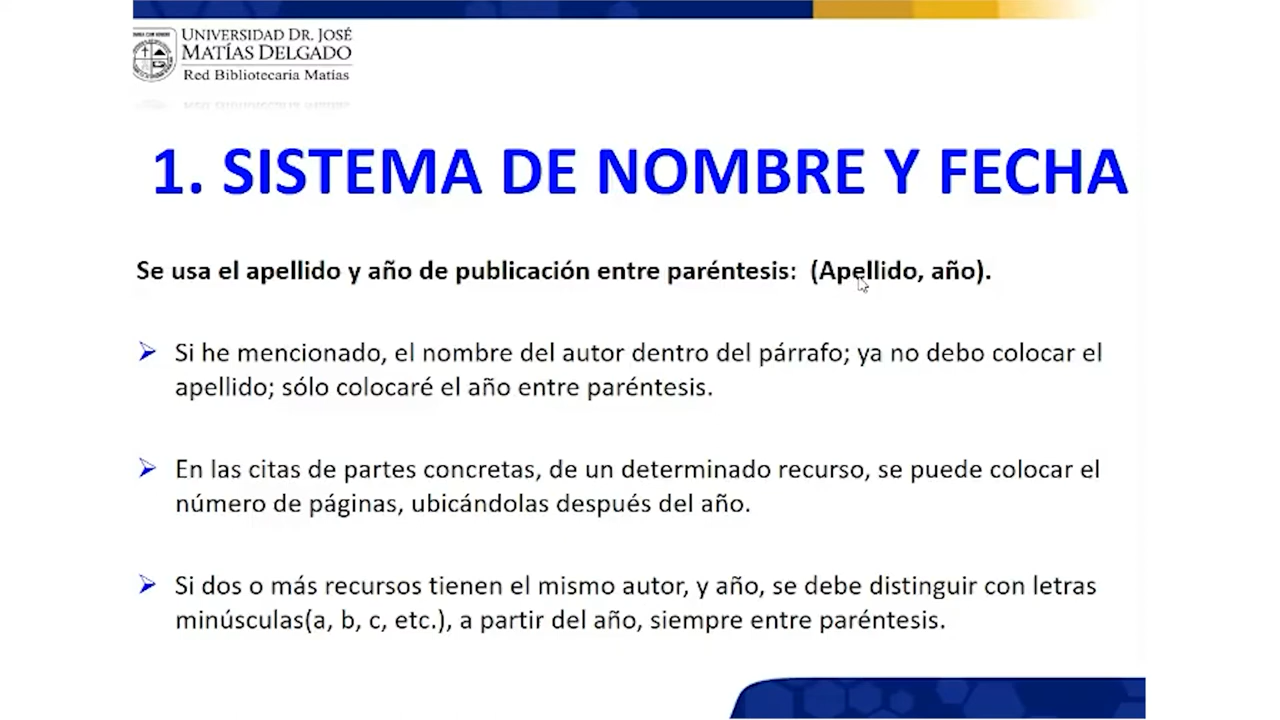 UNIVERSIDAD DR. JOSÉ
MATÍAS DELGADO
Red Bibliotecaria Matías
1. SISTEMA DE NOMBRE Y FECHA
Se usa el apellido y año de publicación entre paréntesis:  (Apellido, año).
Si he mencionado, el nombre del autor dentro del párrafo; ya no debo colocar el
apellido; sólo colocaré el año entre paréntesis.
En las citas de partes concretas, de un determinado recurso, se puede colocar el
número de páginas, ubicándolas después del año.
Si dos o más recursos tienen el mismo autor, y año, se debe distinguir con letras
minúsculas(a, b, c, etc.), a partir del año, siempre entre paréntesis.